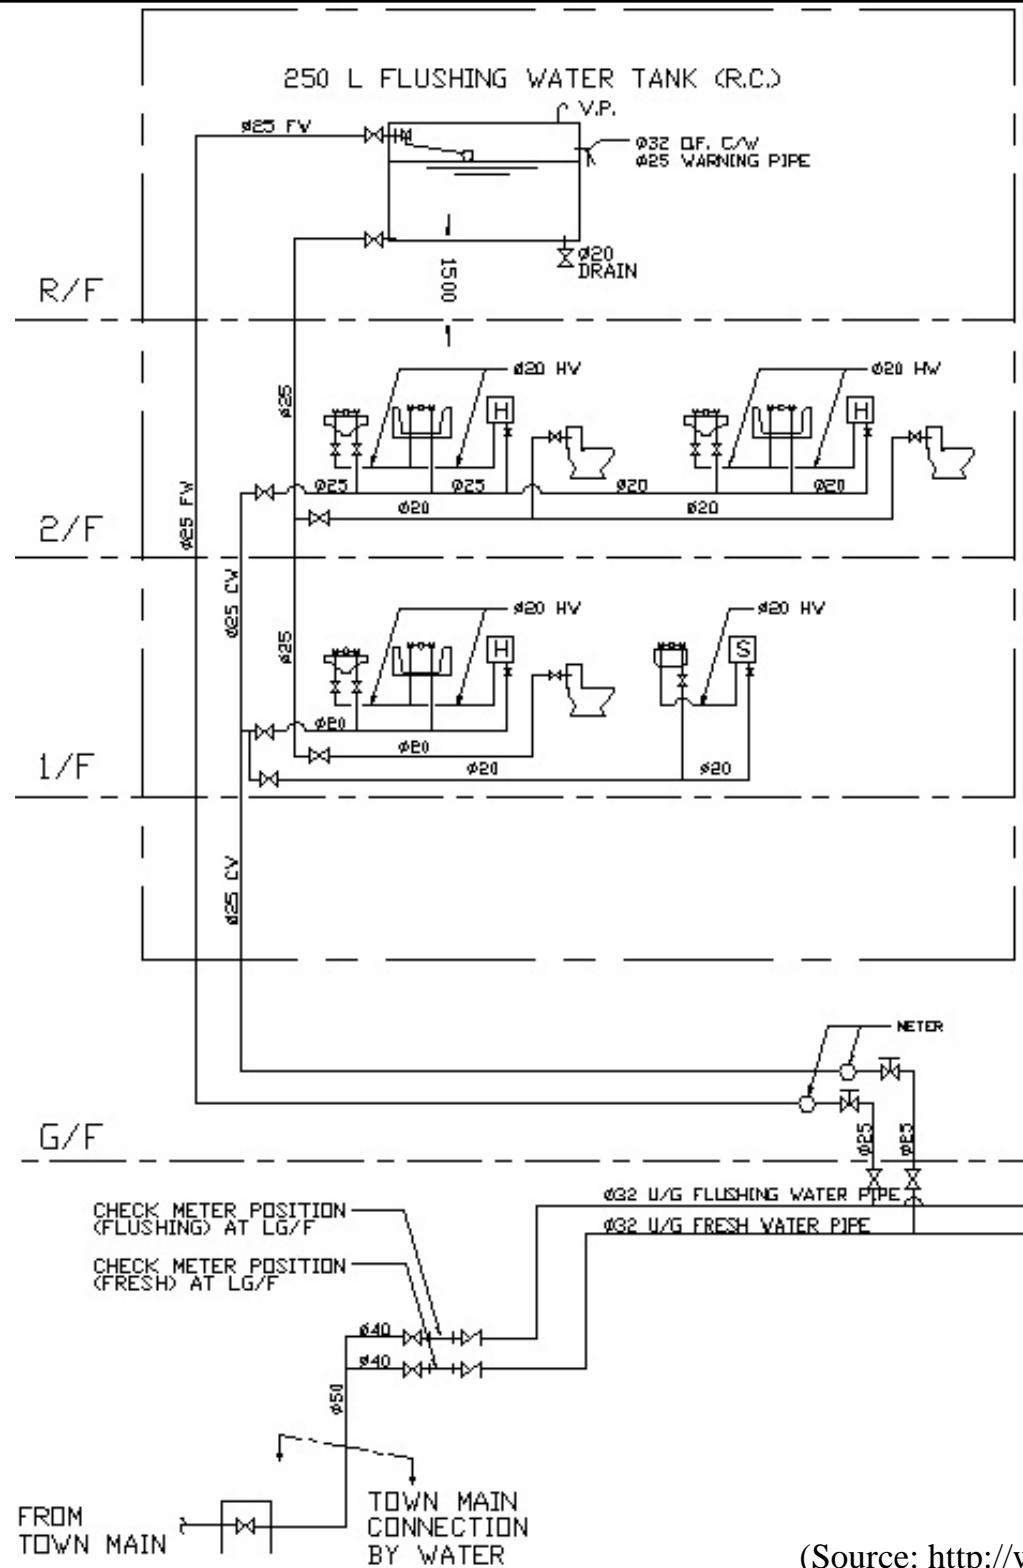 250 L FLUSHING WATER TANK (R.C.)
V.P.
Ø25 FW
Ø32 O.F. C/W
Ø25 WARNING PIPE
Ø20
DRAIN
1500
R/F
Ø25
Ø20 HW
Ø20 HW
H
H
Ø25
Ø25
Ø20
Ø20
Ø20
Ø20
Ø25 FW
2/F
Ø25 CW
Ø25
Ø20 HW
Ø20 HW
H
S
Ø20
Ø20
Ø20
Ø20
1/F
Ø25 CW
METER
G/F
Ø25
Ø25
Ø32 U/G FLUSHING WATER PIPE
Ø32 U/G FRESH WATER PIPE
CHECK METER POSITION
(FLUSHING) AT LG/F
CHECK METER POSITION
(FRESH) AT LG/F
Ø40
Ø40
Ø50
FROM
TOWN MAIN
TOWN MAIN
CONNECTION
BY WATER
(Source: http://